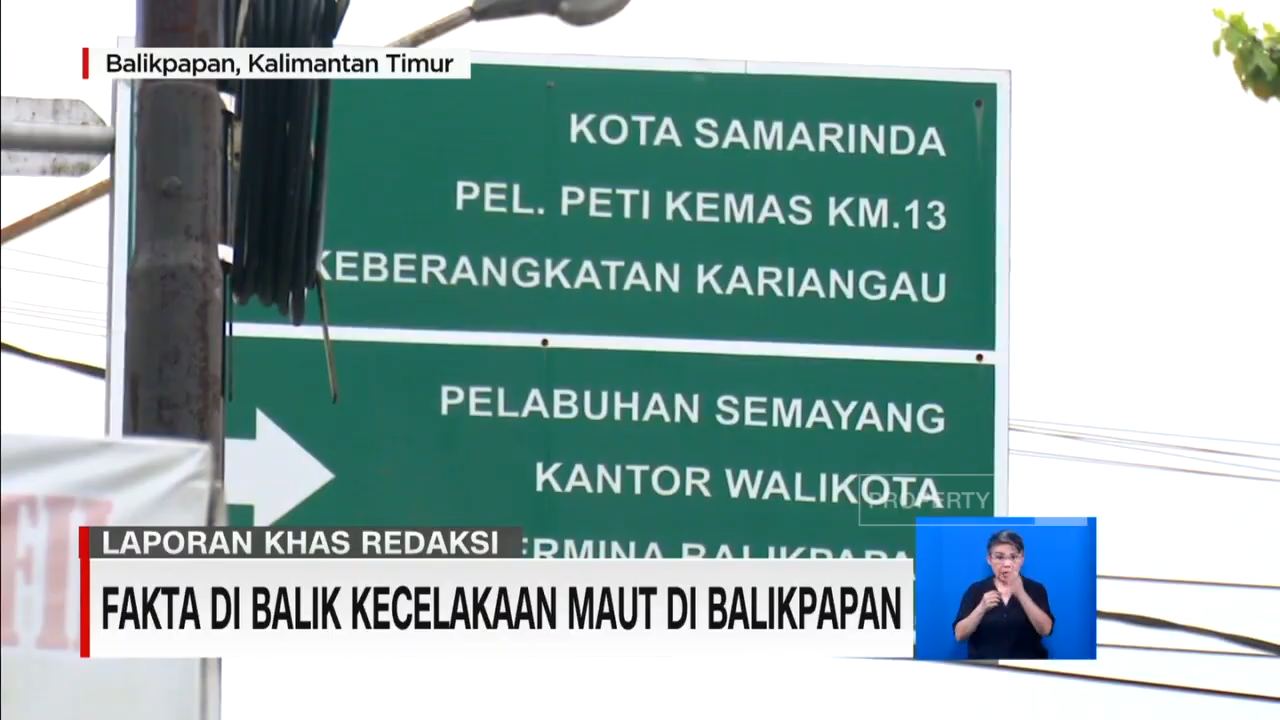 Balikpapan, Kalimantan Timur
KOTA SAMARINDA
PEL. PETI KEMAS KM.13
KEBERANGKATAN KARIANGAU
PELABUHAN SEMAYANG
KANTOR WALIKOTA
PROPERTY
LAPORAN KHAS REDAKSI
FAKTA DI BALIK KECELAKAAN MAUT DI BALIKPAPAN